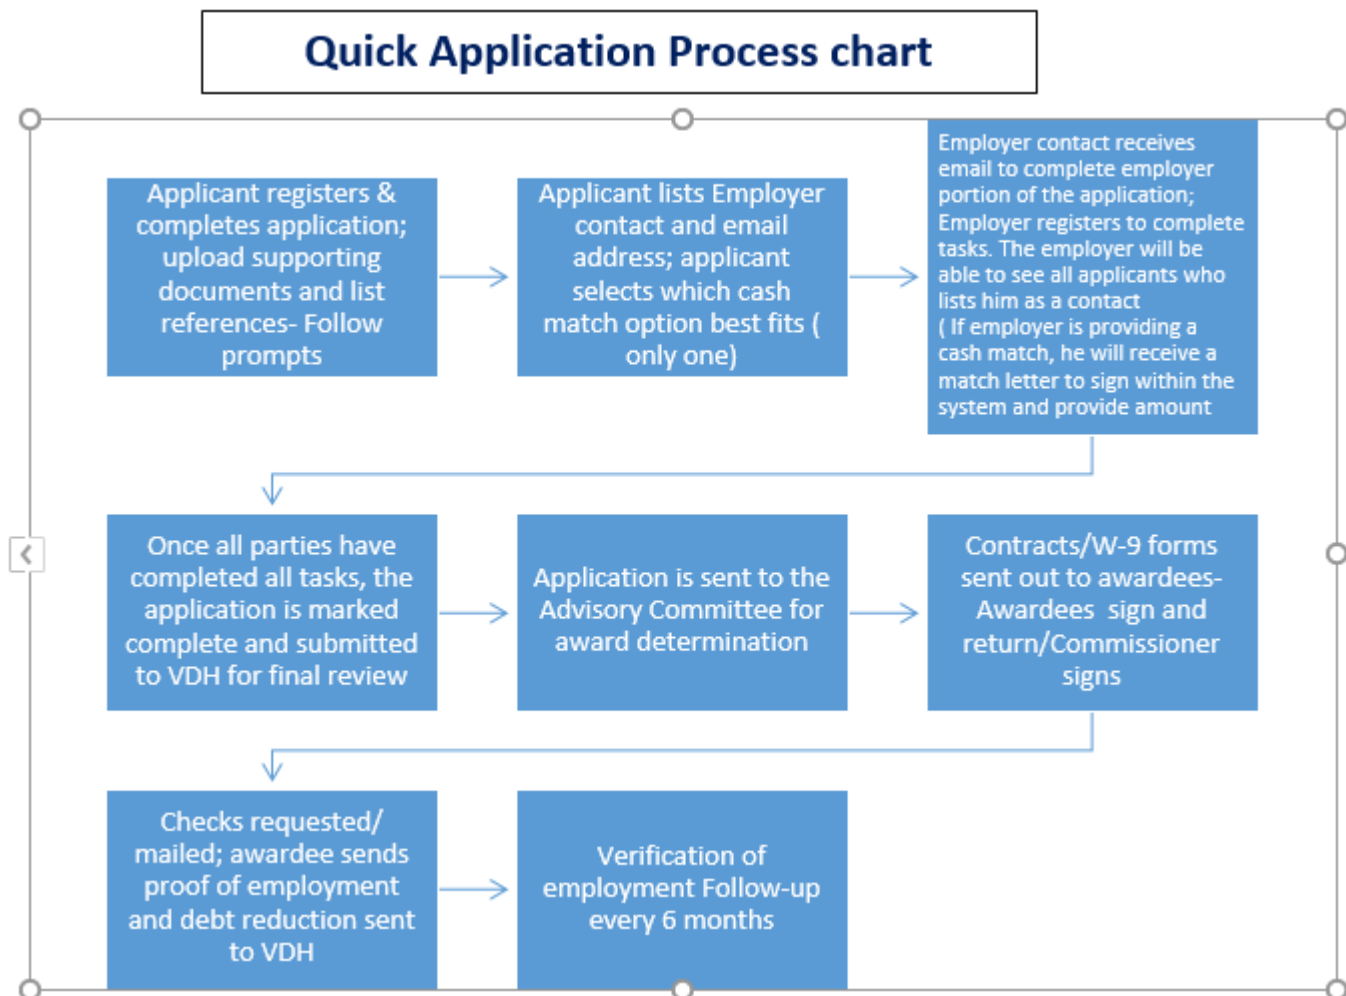 Quick Application Process chart
Applicant registers &
completes application;
upload supporting
documents and list
references- Follow
prompts
Applicant lists Employer
contact and email
address; applicant
selects which cash
match option best fits (
only one)
Employer contact receives
email to complete employer
portion of the application;
Employer registers to complete
tasks. The employer will be
able to see all applicants who
lists him as a contact
( If employer is providing a
cash match, he will receive a
match letter to sign within the
system and provide amount
Once all parties have
completed all tasks, the
application is marked
complete and submitted
to VDH for final review
Application is sent to the
Advisory Committee for
award determination
Contracts/W-9 forms
sent out to awardees-
Awardees  sign and
return/Commissioner
signs
Checks requested/
mailed; awardee sends
proof of employment
and debt reduction sent
to VDH
Verification of
employment Follow-up
every 6 months